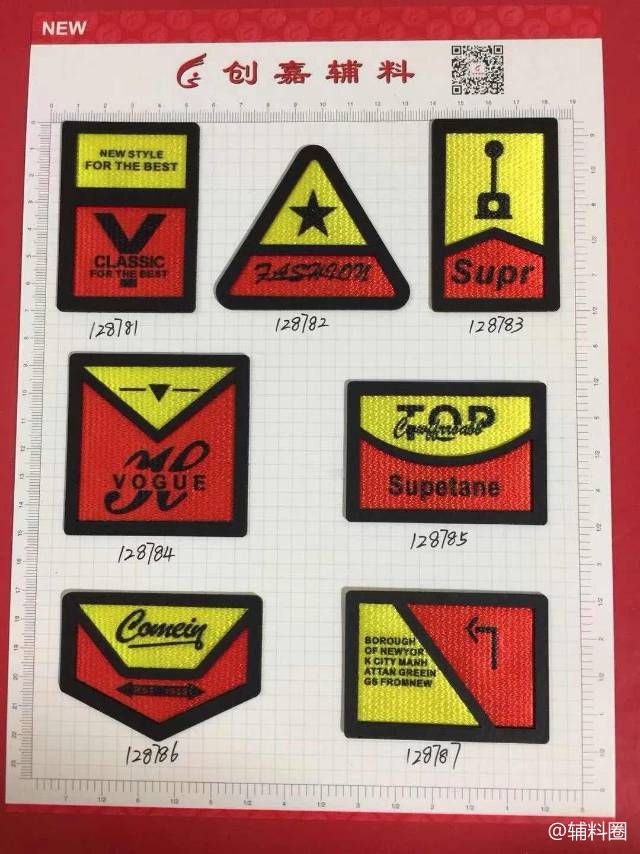 NEW
创嘉辅料
NEW STYLE
FOR THE BEST
V
CLASSIC
FOR THE BEST
128781
FASHION
128782
Supr
128783
VOGUE
128784
TOP
Supetane
128785
Comein
128786
BOROUGH
OF NEWYOR
K CITY MANH
ATTAN GREEIN
GS FROMNEW
128787
@辅料圈